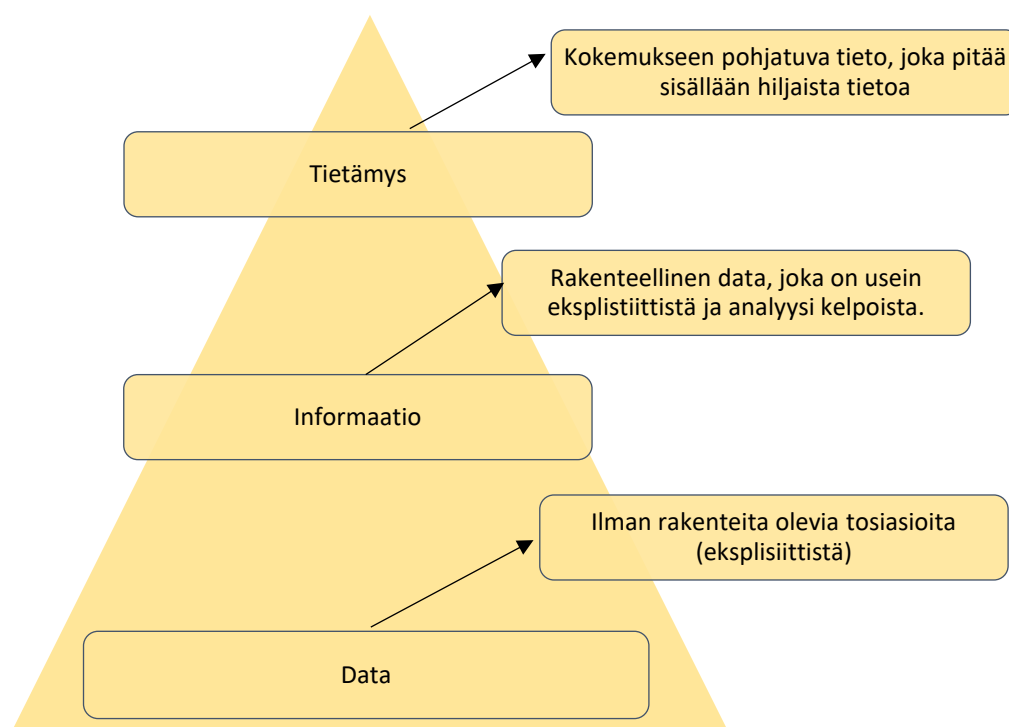 Kokemukseen pohjatuva tieto, joka pitää
sisällään hiljaista tietoa
Tietämys
Rakenteellinen data, joka on usein
eksplistiittistä ja analyysi kelpoista.
Informaatio
Ilman rakenteita olevia tosiasioita
(eksplisiittistä)
Data